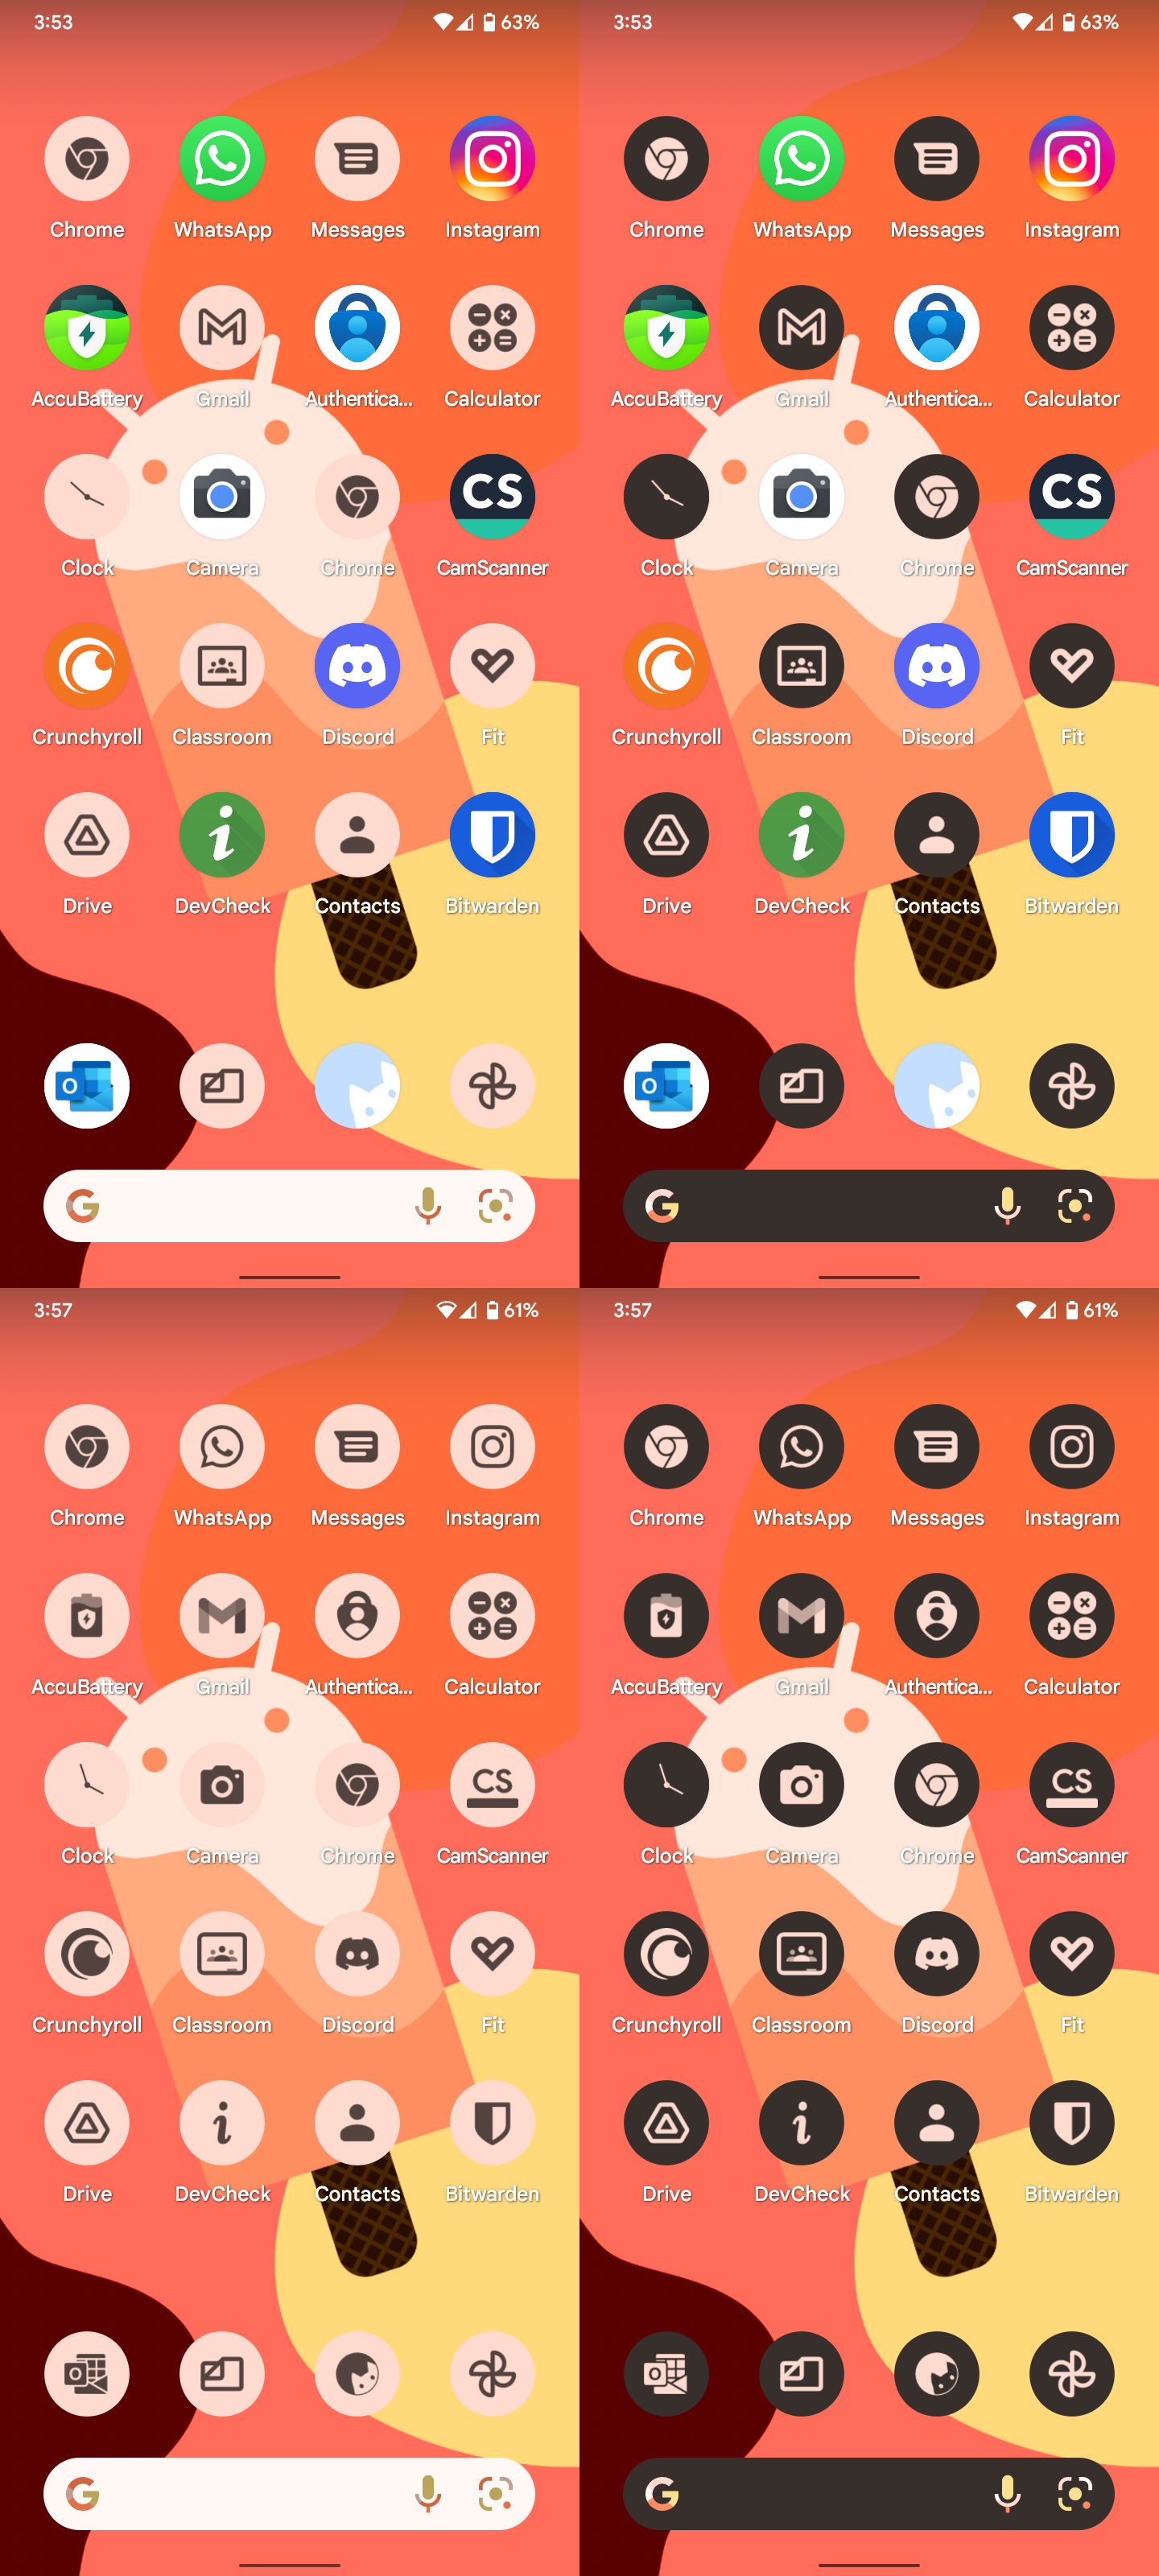 3:53 63% 3:53 63%
Chrome WhatsApp Messages Instagram Chrome WhatsApp Messages Instagram
AccuBattery Gmail Authentica... Calculator AccuBattery Gmail Authentica... Calculator
CS CS
Clock Camera Chrome CamScanner Clock Camera Chrome CamScanner
Crunchyroll Classroom Discord Fit Crunchyroll Classroom Discord Fit
i i
Drive DevCheck Contacts Bitwarden Drive DevCheck Contacts Bitwarden
O O
G G
3:57 61% 3:57 61%
Chrome WhatsApp Messages Instagram Chrome WhatsApp Messages Instagram
AccuBattery Gmail Authentica... Calculator AccuBattery Gmail Authentica... Calculator
CS CS
Clock Camera Chrome CamScanner Clock Camera Chrome CamScanner
Crunchyroll Classroom Discord Fit Crunchyroll Classroom Discord Fit
i i
Drive DevCheck Contacts Bitwarden Drive DevCheck Contacts Bitwarden
O O
G G